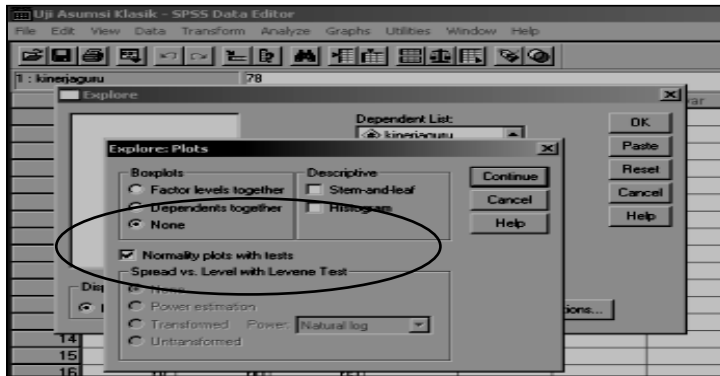 Uji Asumsi Klasik - SPSS Data Editor
File Edit View Data Transform Analyze Graphs Utilities Window Help
1 : kinerjaguru 78
Explore
var
Dependent List:
kinerjaguru
OK
Paste
Reset
Cancel
Help
Explore: Plots
Boxplots
Factor levels together
Dependents together
None
Descriptive
Stem-and-leaf
Histogram
Continue
Cancel
Help
Normality plots with tests
Spread vs. Level with Levene Test
None
Power estimation
Transformed Power: Natural log
Untransformed
14
15
16